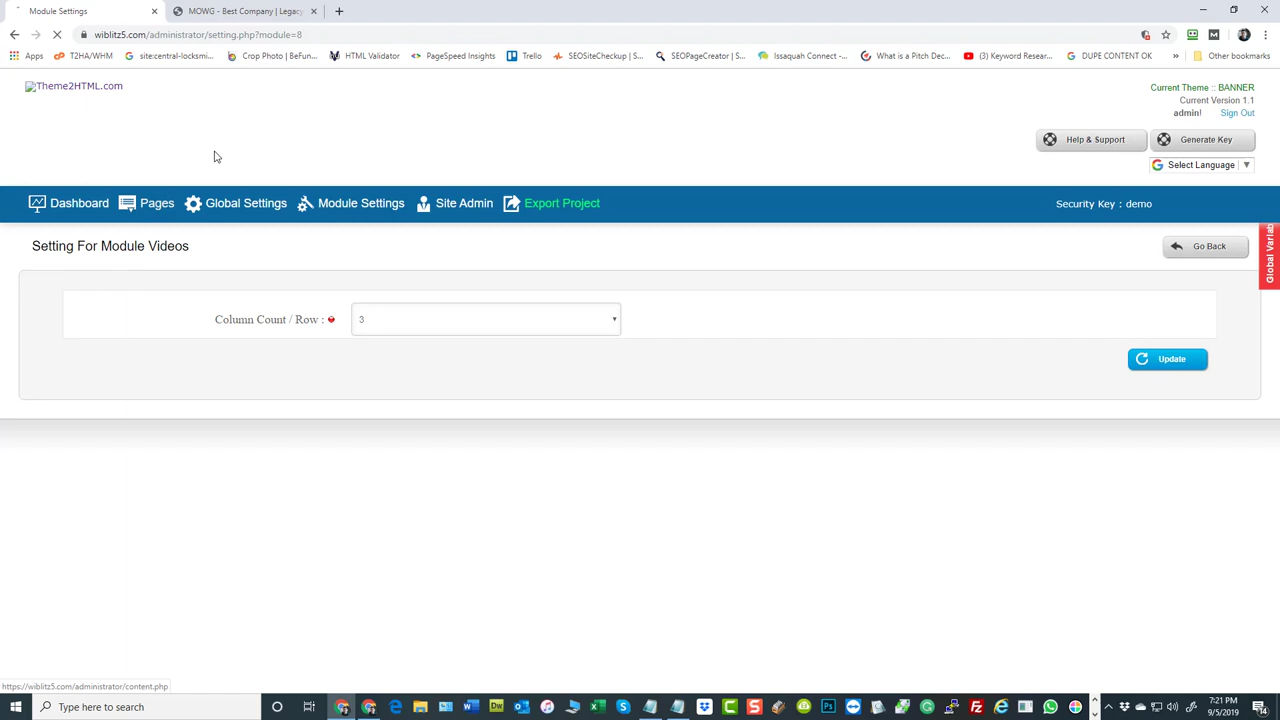 Module Settings
MOWG - Best Company | Legacy
wiblitz5.com/administrator/setting.php?module=8
Apps
T2HA/WHM
site:central-locksmi...
Crop Photo | BeFun...
HTML Validator
PageSpeed Insights
Trello
SEOSiteCheckup | S...
SEOPageCreator | S...
Issaquah Connect -...
What is a Pitch Dec...
(3) Keyword Resear...
DUPE CONTENT OK
»
Other bookmarks
Theme2HTML.com
Current Theme :: BANNER
Current Version 1.1
admin! Sign Out
Help & Support
Generate Key
Select Language
Dashboard
Pages
Global Settings
Module Settings
Site Admin
Export Project
Security Key : demo
Setting For Module Videos
Go Back
Global Variab
Column Count / Row :
3
Update
https://wiblitz5.com/administrator/content.php
Type here to search
7:21 PM
9/5/2019